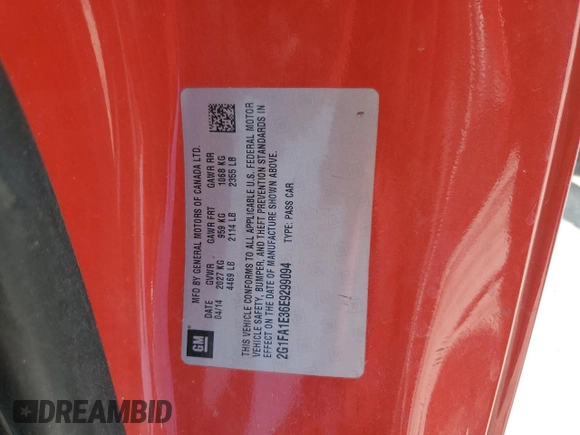 MFD BY GENERAL MOTORS OF CANADA LTD.
DATE GVWR GAWR FRT GAWR RR
04/14 2027 KG 959 KG 1068 KG
4469 LB 2114 LB 2355 LB
GM
THIS VEHICLE CONFORMS TO ALL APPLICABLE U.S. FEDERAL MOTOR
VEHICLE SAFETY, BUMPER, AND THEFT PREVENTION STANDARDS IN
EFFECT ON THE DATE OF MANUFACTURE SHOWN ABOVE.
2G1FA1E36E9299094 TYPE: PASS CAR
DREAMBID